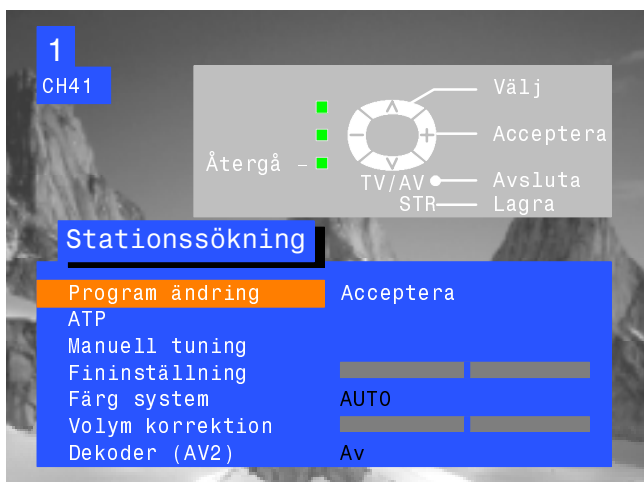 1
CH41
Välj
Acceptera
Återgå
TV/AV Avsluta
STR Lagra
Stationssökning
Program ändring Acceptera
ATP
Manuell tuning
Fininställning
Färg system AUTO
Volym korrektion
Dekoder (AV2) Av